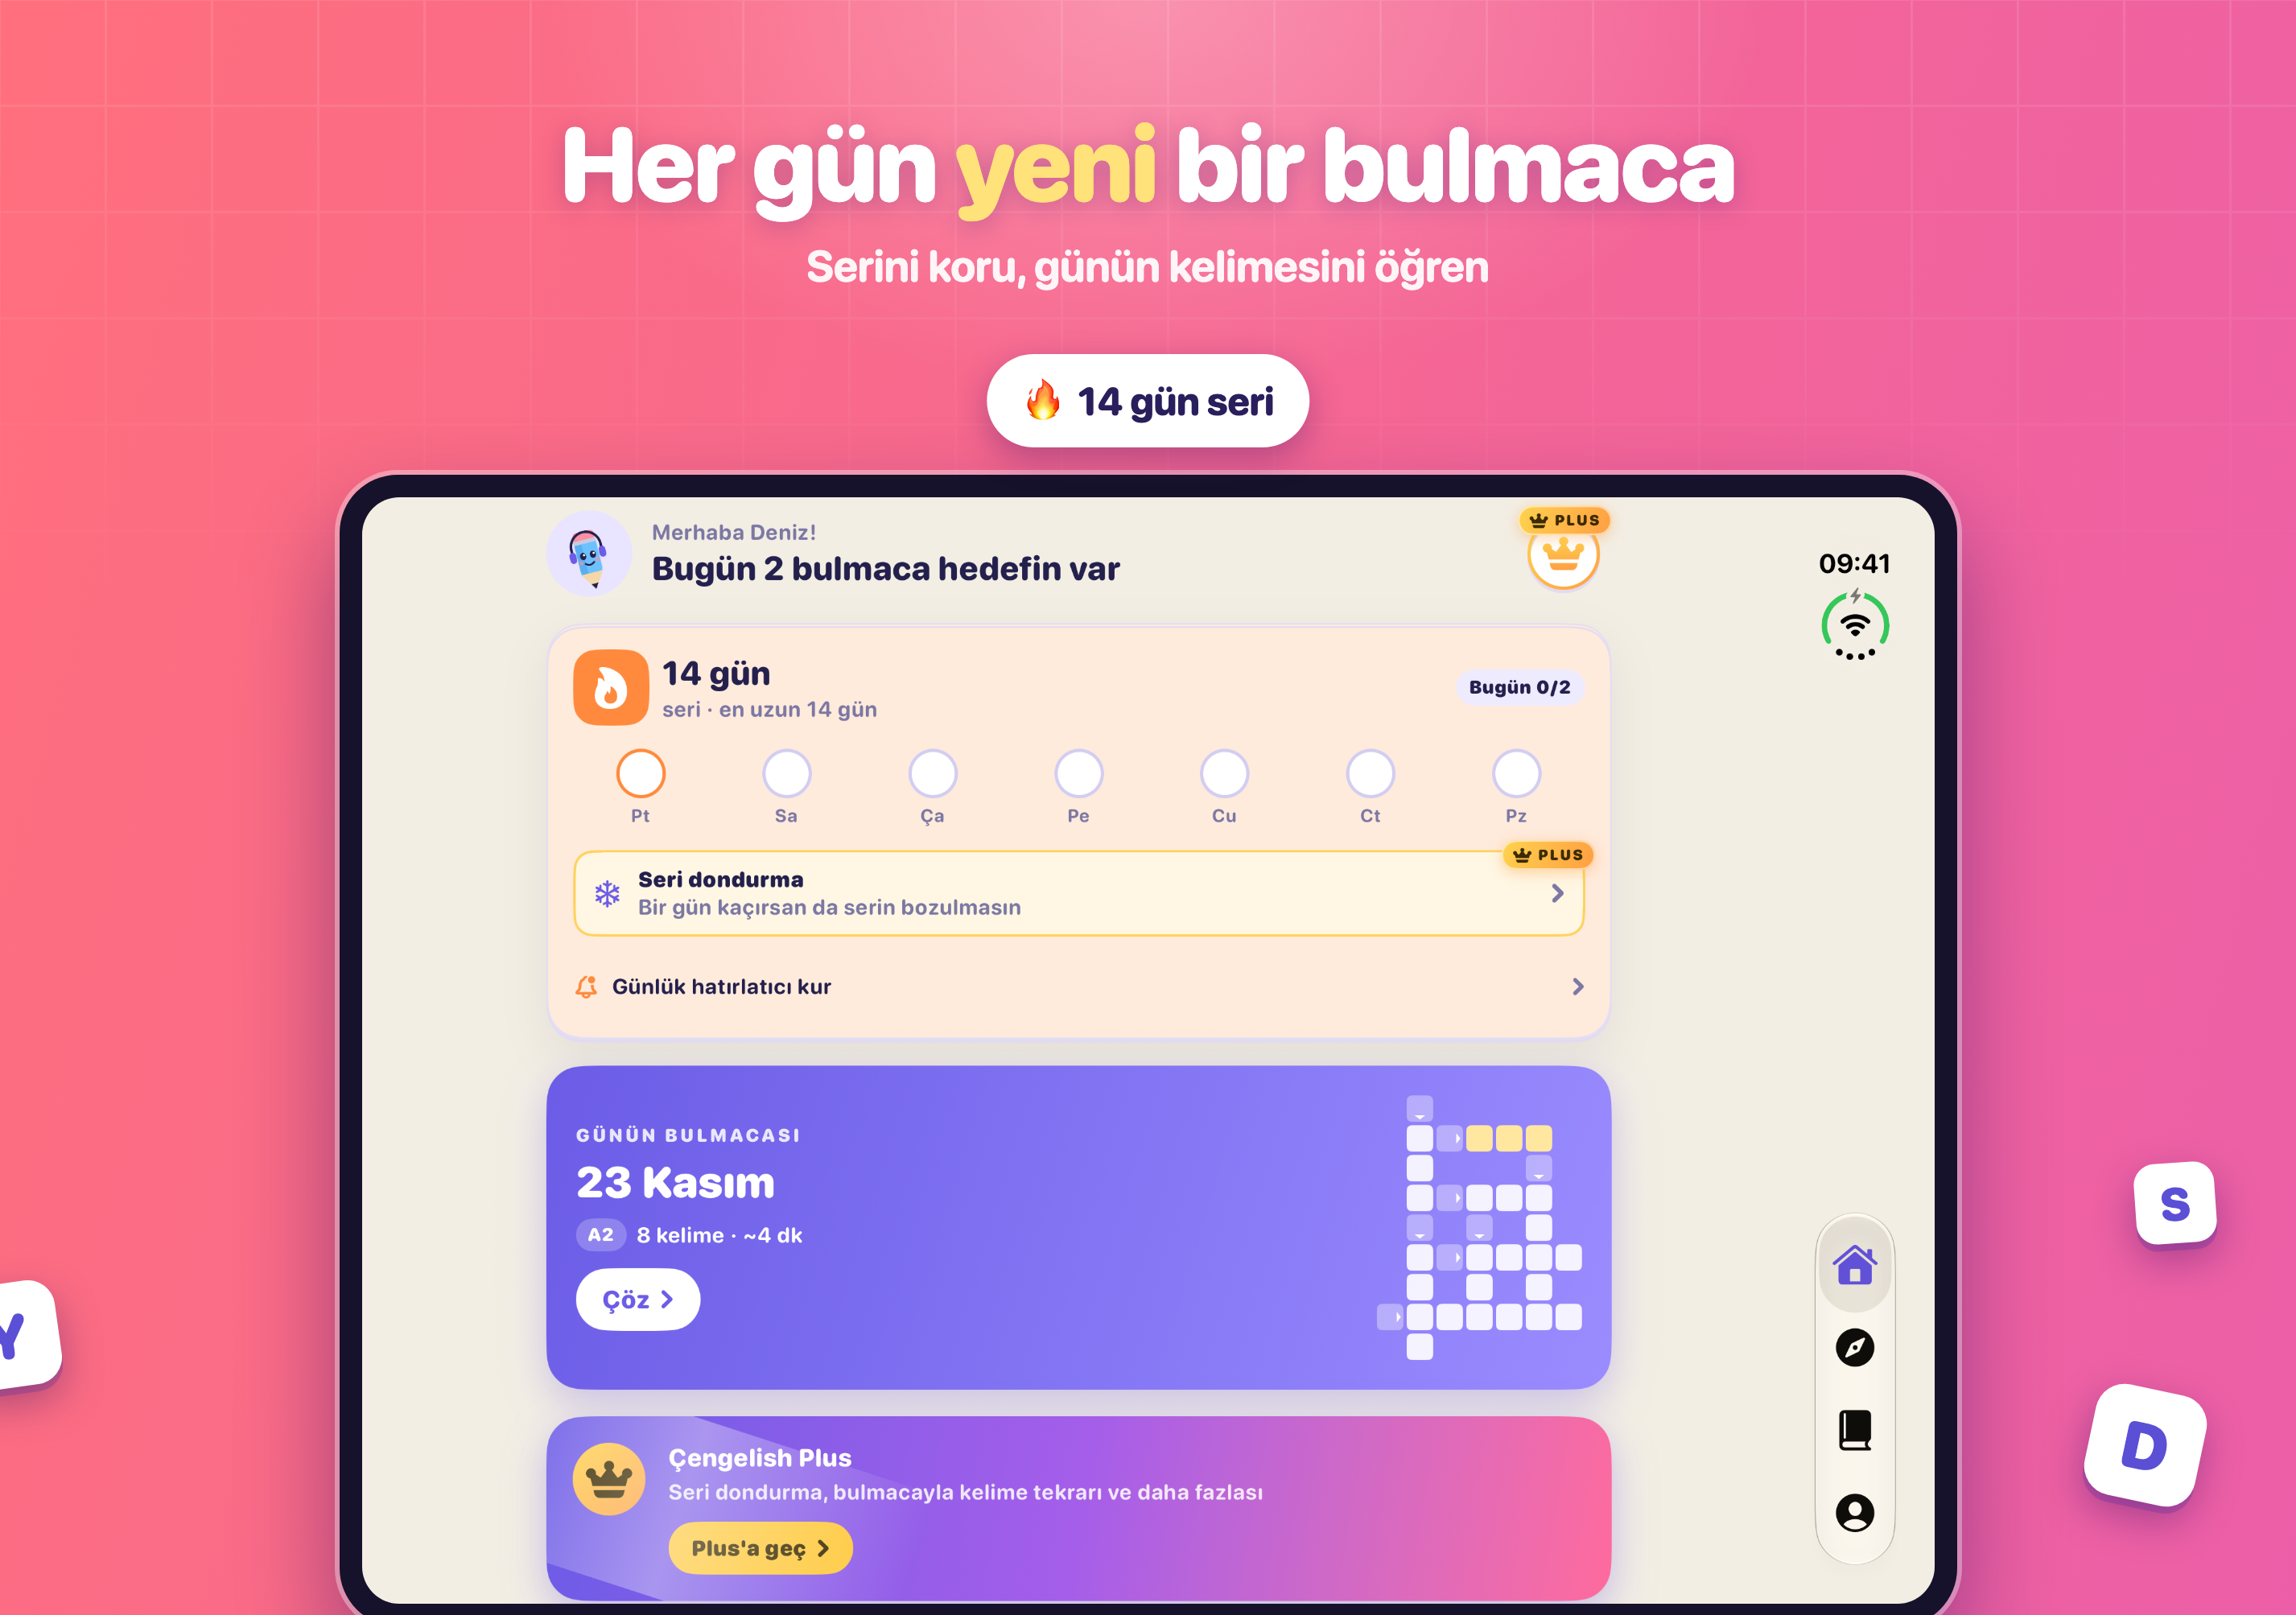 Her gün yeni bir bulmaca
Serini koru, günün kelimesini öğren
🔥 14 gün seri
Merhaba Deniz!
Bugün 2 bulmaca hedefin var
PLUS
09:41
14 gün
seri · en uzun 14 gün
Bugün 0/2
Pt Sa Ça Pe Cu Ct Pz
PLUS
Seri dondurma
Bir gün kaçırsan da serin bozulmasın
Günlük hatırlatıcı kur
GÜNÜN BULMACASI
23 Kasım
A2 8 kelime · ~4 dk
Çöz
Çengelish Plus
Seri dondurma, bulmacayla kelime tekrarı ve daha fazlası
Plus'a geç
Y
S
D